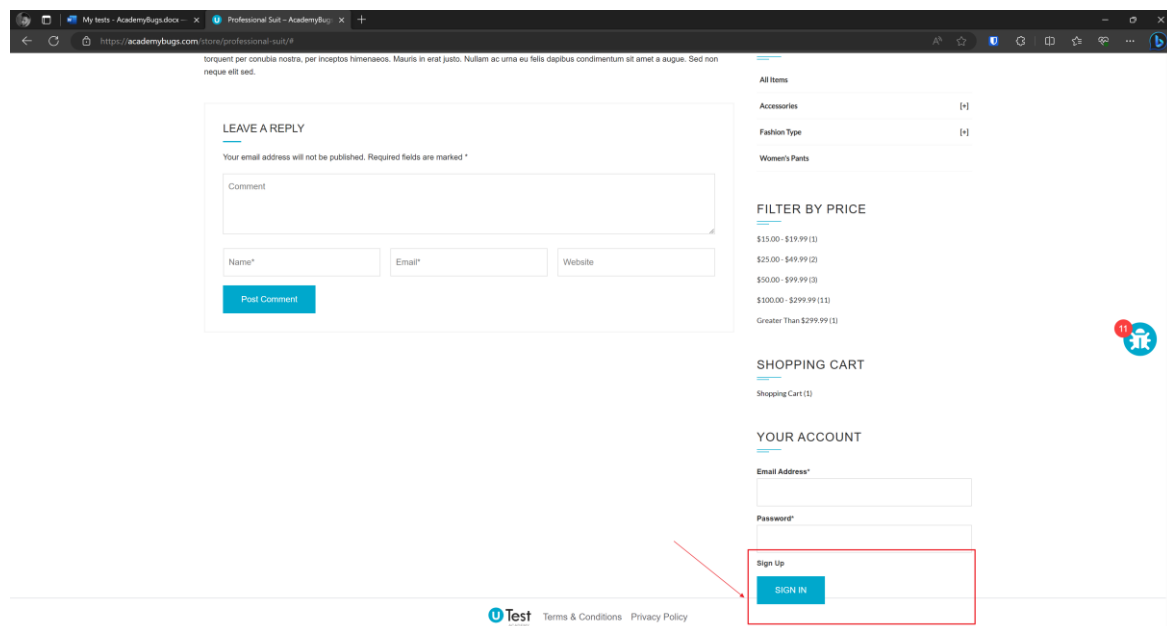 My tests - AcademyBugs.docx —
Professional Suit – AcademyBugs
https://academybugs.com/store/professional-suit/#
torquent per conubia nostra, per inceptos himenaeos. Mauris in erat justo. Nullam ac urna eu felis dapibus condimentum sit amet a augue. Sed non
neque elit sed.
LEAVE A REPLY
Your email address will not be published. Required fields are marked *
Comment
Name*
Email*
Website
Post Comment
All Items
Accessories [+]
Fashion Type [+]
Women's Pants
FILTER BY PRICE
$15.00 - $19.99 (1)
$25.00 - $49.99 (2)
$50.00 - $99.99 (3)
$100.00 - $299.99 (11)
Greater Than $299.99 (1)
11
SHOPPING CART
Shopping Cart (1)
YOUR ACCOUNT
Email Address*
Password*
Sign Up
SIGN IN
uTest Terms & Conditions Privacy Policy